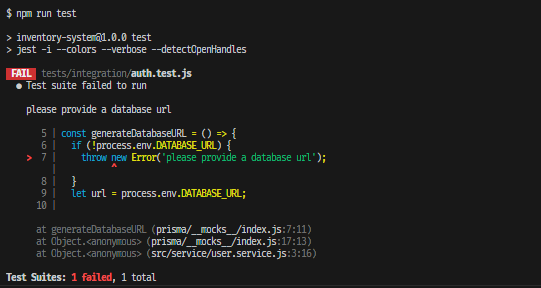 $ npm run test
> inventory-system@1.0.0 test
> jest -i --colors --verbose --detectOpenHandles
FAIL tests/integration/auth.test.js
● Test suite failed to run
please provide a database url
5 | const generateDatabaseURL = () => {
6 | if (!process.env.DATABASE_URL) {
> 7 | throw new Error('please provide a database url');
| ^
8 | }
9 | let url = process.env.DATABASE_URL;
10 |
at generateDatabaseURL (prisma/__mocks__/index.js:7:11)
at Object.<anonymous> (prisma/__mocks__/index.js:17:13)
at Object.<anonymous> (src/service/user.service.js:3:16)
Test Suites: 1 failed, 1 total